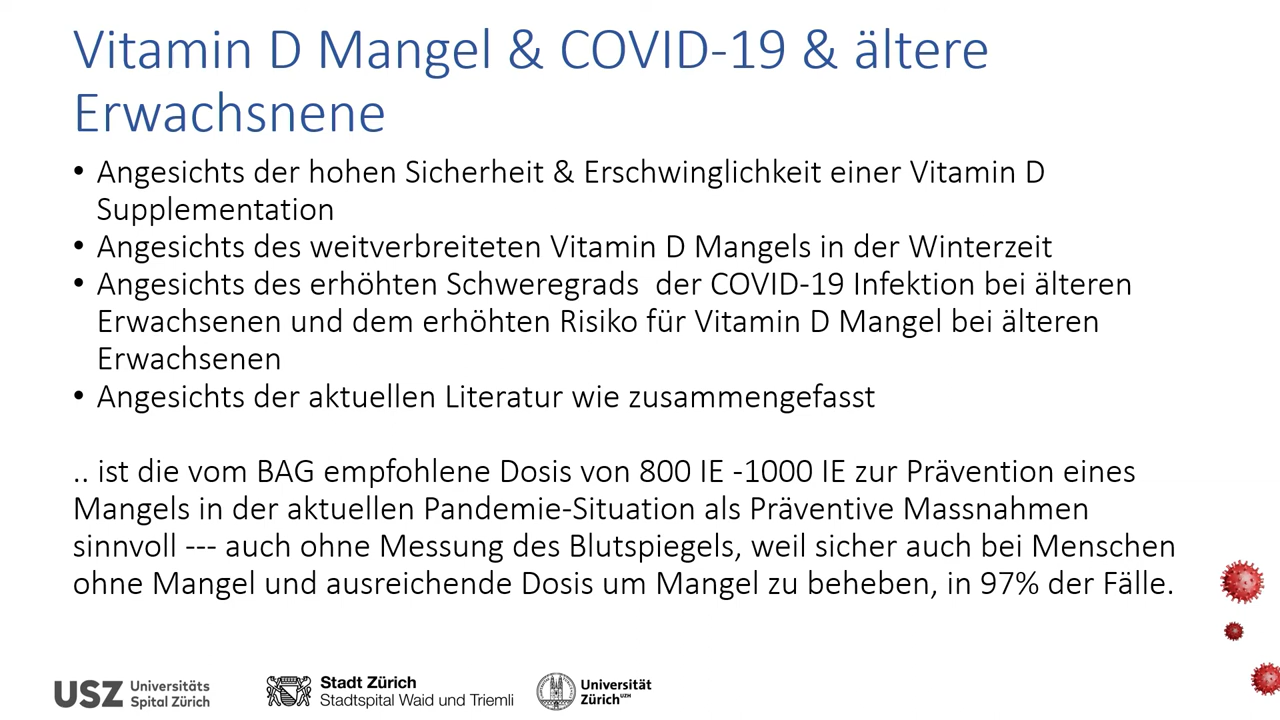 Vitamin D Mangel & COVID-19 & ältere
Erwachsnene
• Angesichts der hohen Sicherheit & Erschwinglichkeit einer Vitamin D
Supplementation
• Angesichts des weitverbreiteten Vitamin D Mangels in der Winterzeit
• Angesichts des erhöhten Schweregrads  der COVID-19 Infektion bei älteren
Erwachsenen und dem erhöhten Risiko für Vitamin D Mangel bei älteren
Erwachsenen
• Angesichts der aktuellen Literatur wie zusammengefasst
.. ist die vom BAG empfohlene Dosis von 800 IE -1000 IE zur Prävention eines
Mangels in der aktuellen Pandemie-Situation als Präventive Massnahmen
sinnvoll --- auch ohne Messung des Blutspiegels, weil sicher auch bei Menschen
ohne Mangel und ausreichende Dosis um Mangel zu beheben, in 97% der Fälle.
USZ Universitäts
Spital Zürich
Stadt Zürich
Stadtspital Waid und Triemli
Universität
Zürich UZH